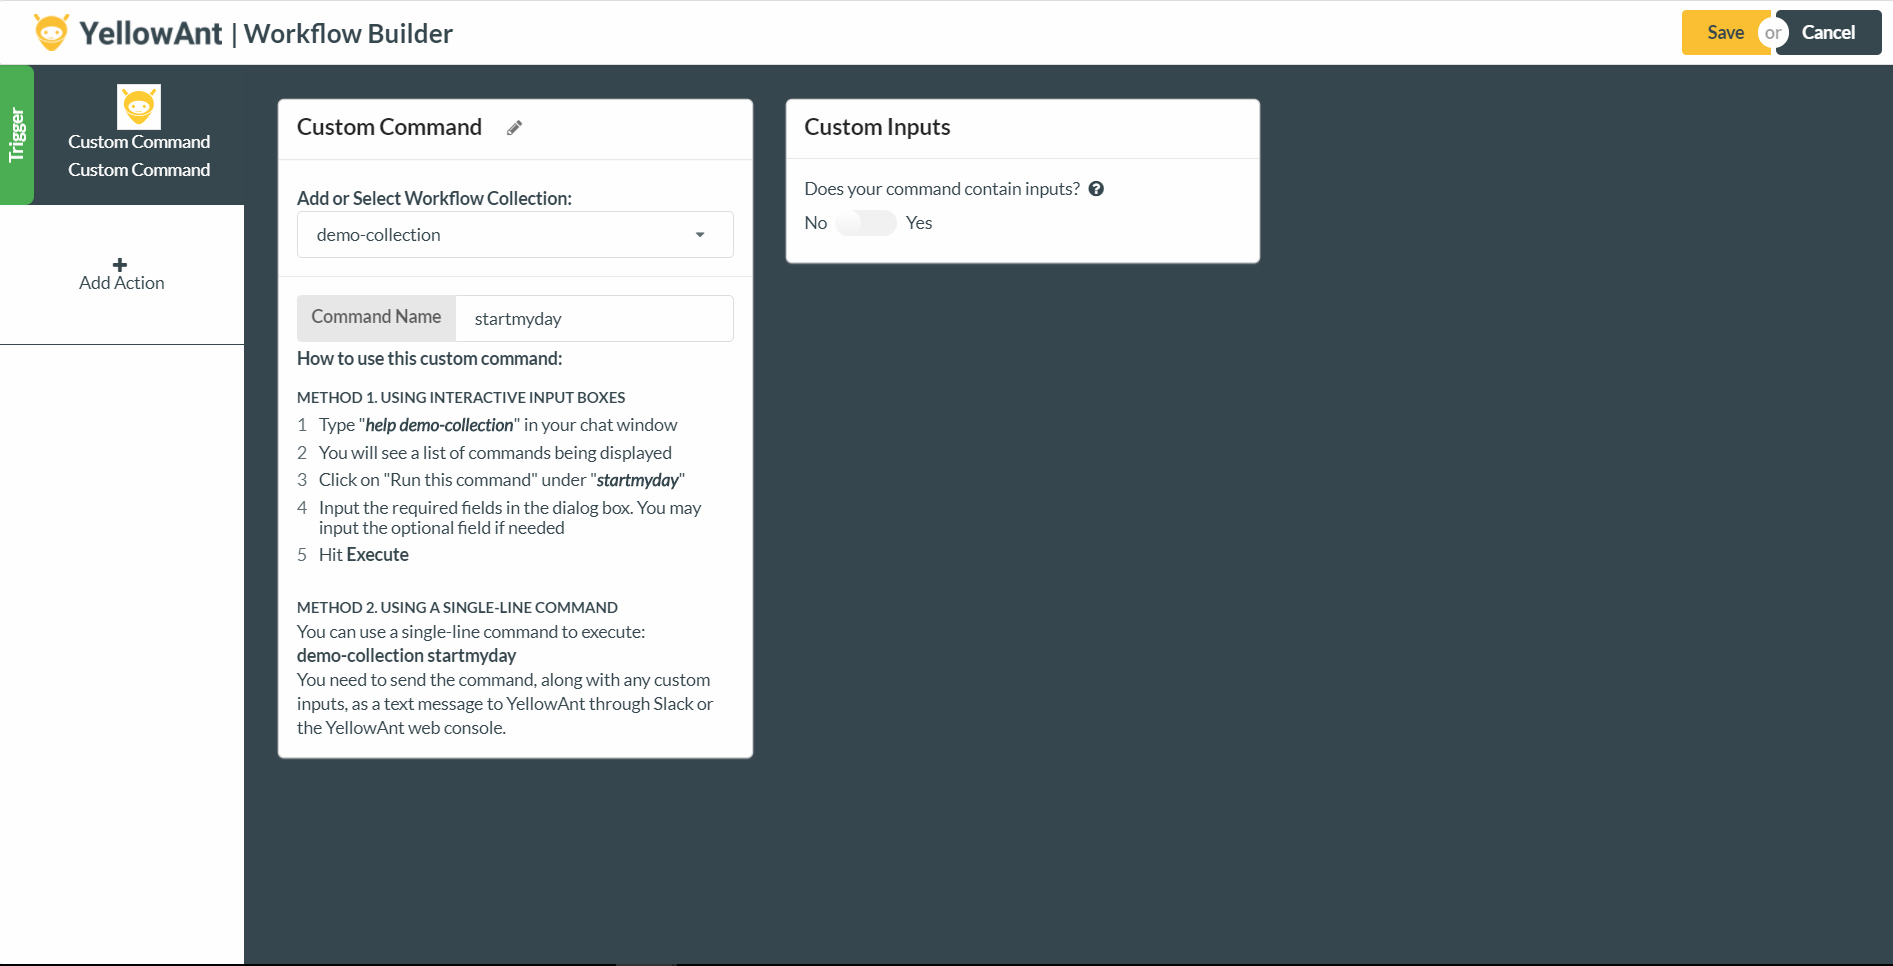 YellowAnt | Workflow Builder
Save or Cancel
Trigger
Custom Command
Custom Command
Add Action
Custom Command
Add or Select Workflow Collection:
demo-collection
Command Name startmyday
How to use this custom command:
METHOD 1. USING INTERACTIVE INPUT BOXES
1 Type "help demo-collection" in your chat window
2 You will see a list of commands being displayed
3 Click on "Run this command" under "startmyday"
4 Input the required fields in the dialog box. You may
input the optional field if needed
5 Hit Execute
METHOD 2. USING A SINGLE-LINE COMMAND
You can use a single-line command to execute:
demo-collection startmyday
You need to send the command, along with any custom
inputs, as a text message to YellowAnt through Slack or
the YellowAnt web console.
Custom Inputs
Does your command contain inputs?
No Yes